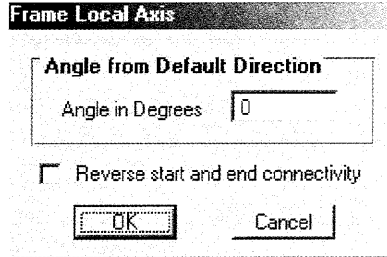 Frame Local Axis
Angle from Default Direction
Angle in Degrees 0
Reverse start and end connectivity
OK Cancel